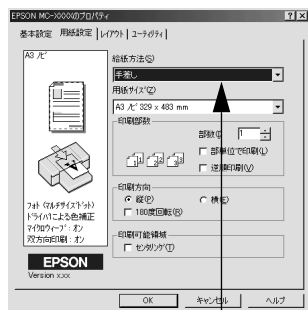 EPSON MC-XXXXのプロパティ
基本設定 用紙設定 レイアウト ユーティリティ
A3 ノビ
給紙方法(S)
手差し
用紙サイズ(Z)
A3 ノビ 329 x 483 mm
印刷部数
部数(I) 1
部単位で印刷(L)
逆順印刷(V)
印刷方向
縦(P) 横(E)
180度回転(R)
印刷可能領域
センタリング(T)
フォト (マルチサイズドット)
ドライバによる色補正
マイクロウィーブ : オン
双方向印刷 : オン
EPSON
Version x.xx
OK キャンセル ヘルプ